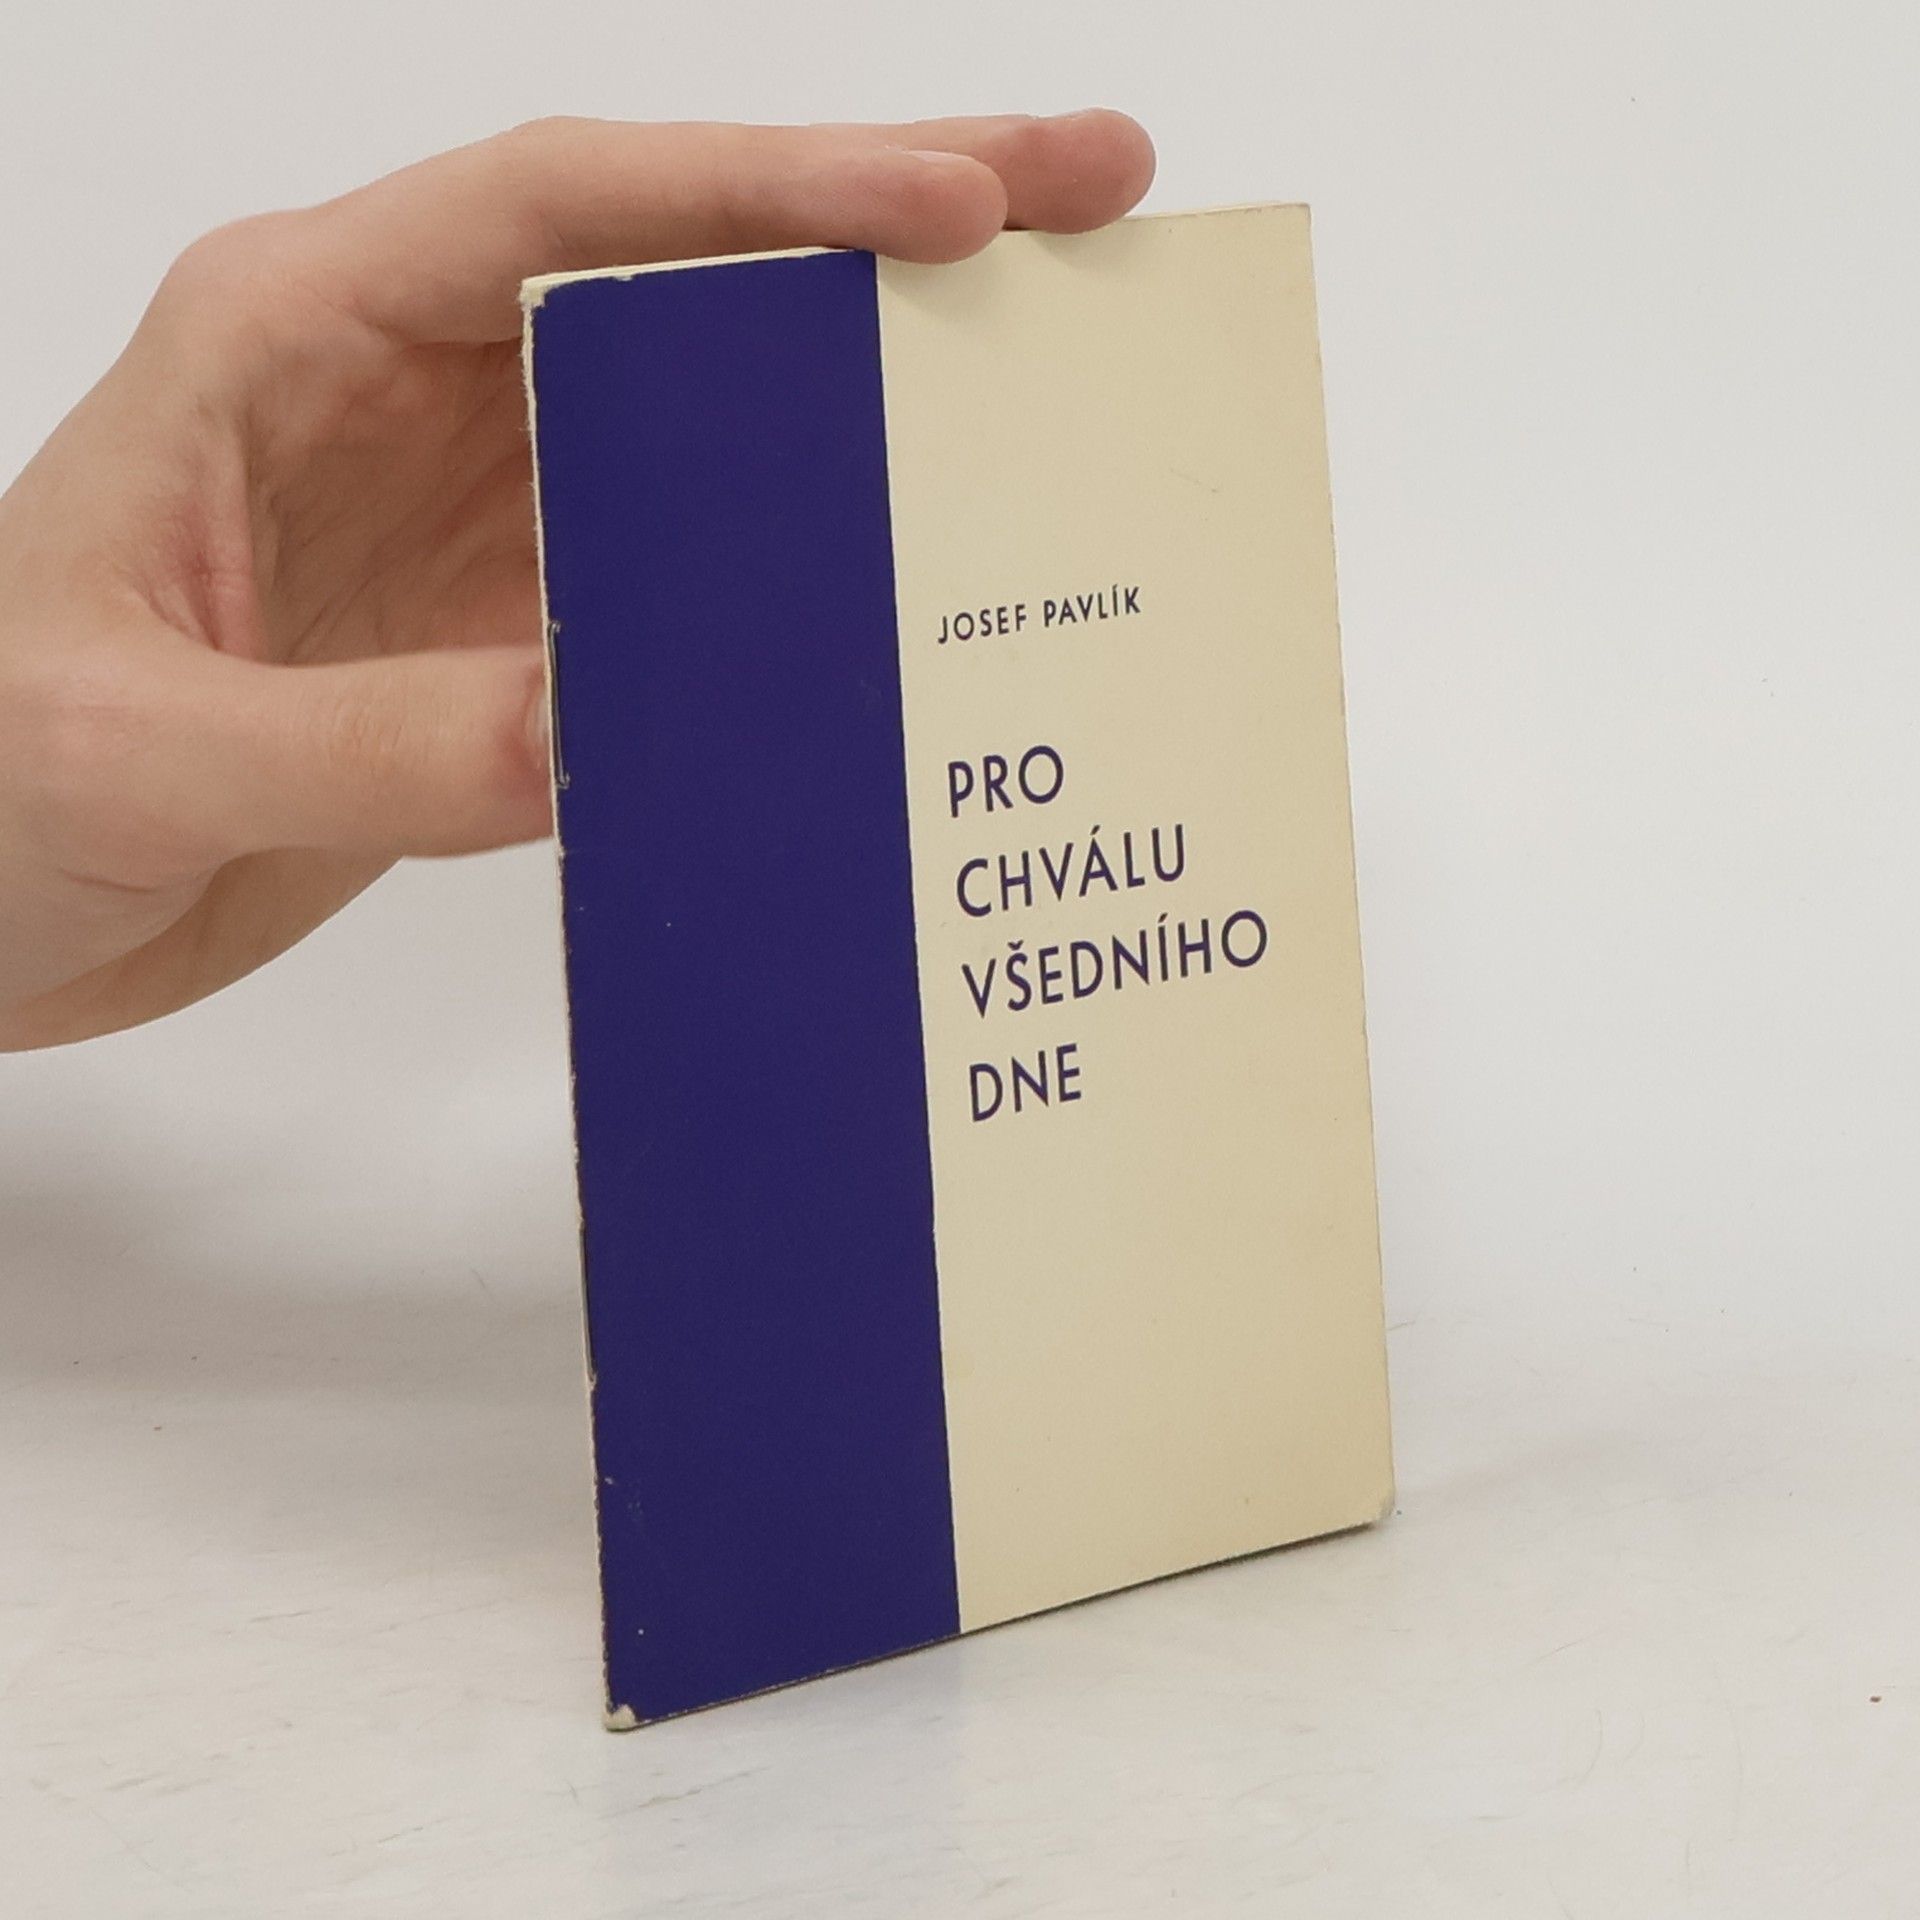 JOSEF PAVLÍK
PRO
CHVÁLU
VŠEDNÍHO
DNE